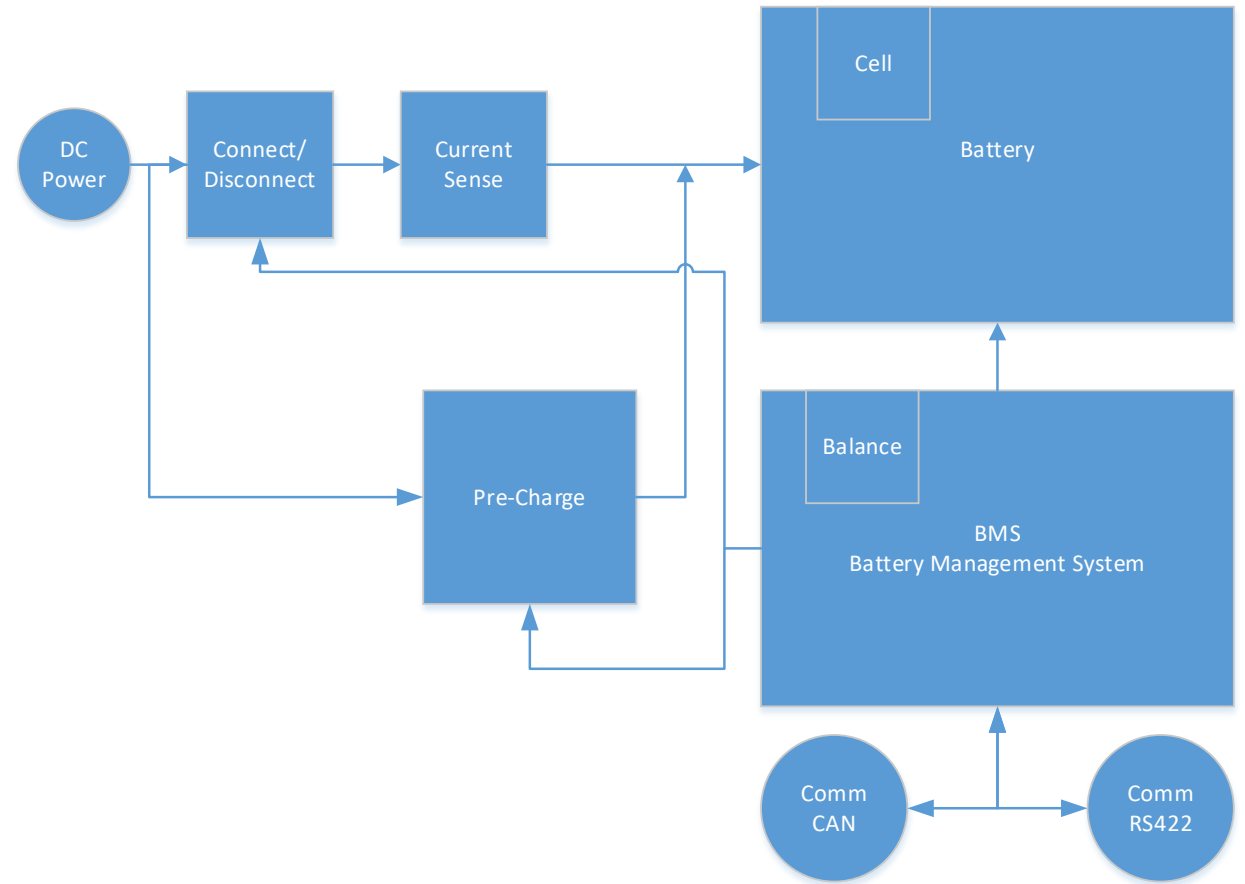 Cell
DC
Power
Connect/
Disconnect
Current
Sense
Battery
Balance
Pre-Charge
BMS
Battery Management System
Comm
CAN
Comm
RS422